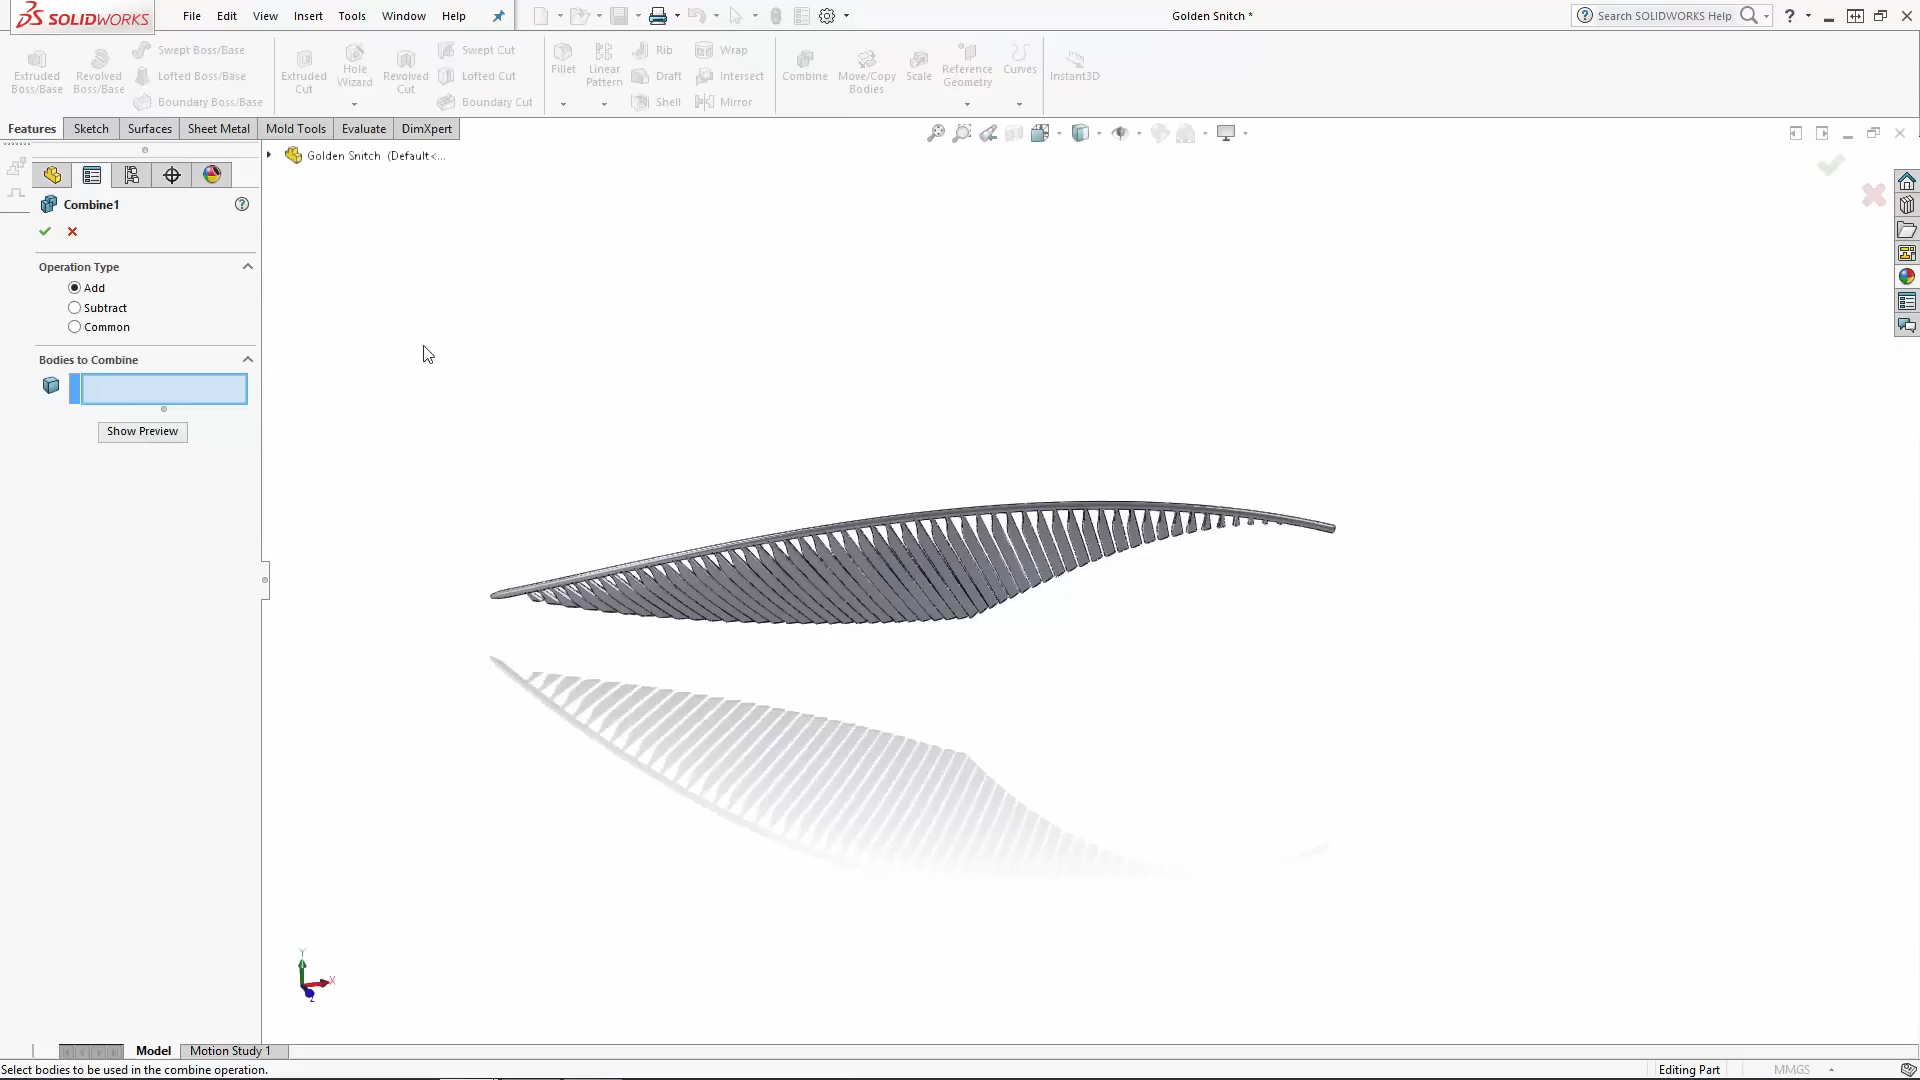 SOLIDWORKS
File Edit View Insert Tools Window Help
Golden Snitch *
Search SOLIDWORKS Help
Extruded Boss/Base
Revolved Boss/Base
Swept Boss/Base
Lofted Boss/Base
Boundary Boss/Base
Extruded Cut
Hole Wizard
Revolved Cut
Swept Cut
Lofted Cut
Boundary Cut
Fillet
Linear Pattern
Rib
Draft
Shell
Wrap
Intersect
Mirror
Combine
Move/Copy Bodies
Scale
Reference Geometry
Curves
Instant3D
Features Sketch Surfaces Sheet Metal Mold Tools Evaluate DimXpert
Golden Snitch (Default<...
Combine1
Operation Type
Add
Subtract
Common
Bodies to Combine
Show Preview
Y
X
Z
Model Motion Study 1
Select bodies to be used in the combine operation.
Editing Part
MMGS